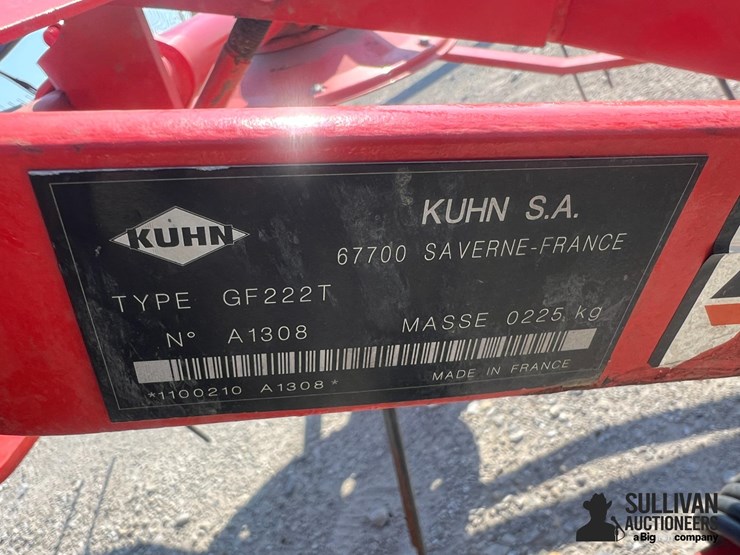 KUHN
KUHN S.A.
67700 SAVERNE-FRANCE
TYPE GF222T
N° A1308 MASSE 0225 kg
*1100210 A1308*
MADE IN FRANCE
SULLIVAN
AUCTIONEERS
a Big company